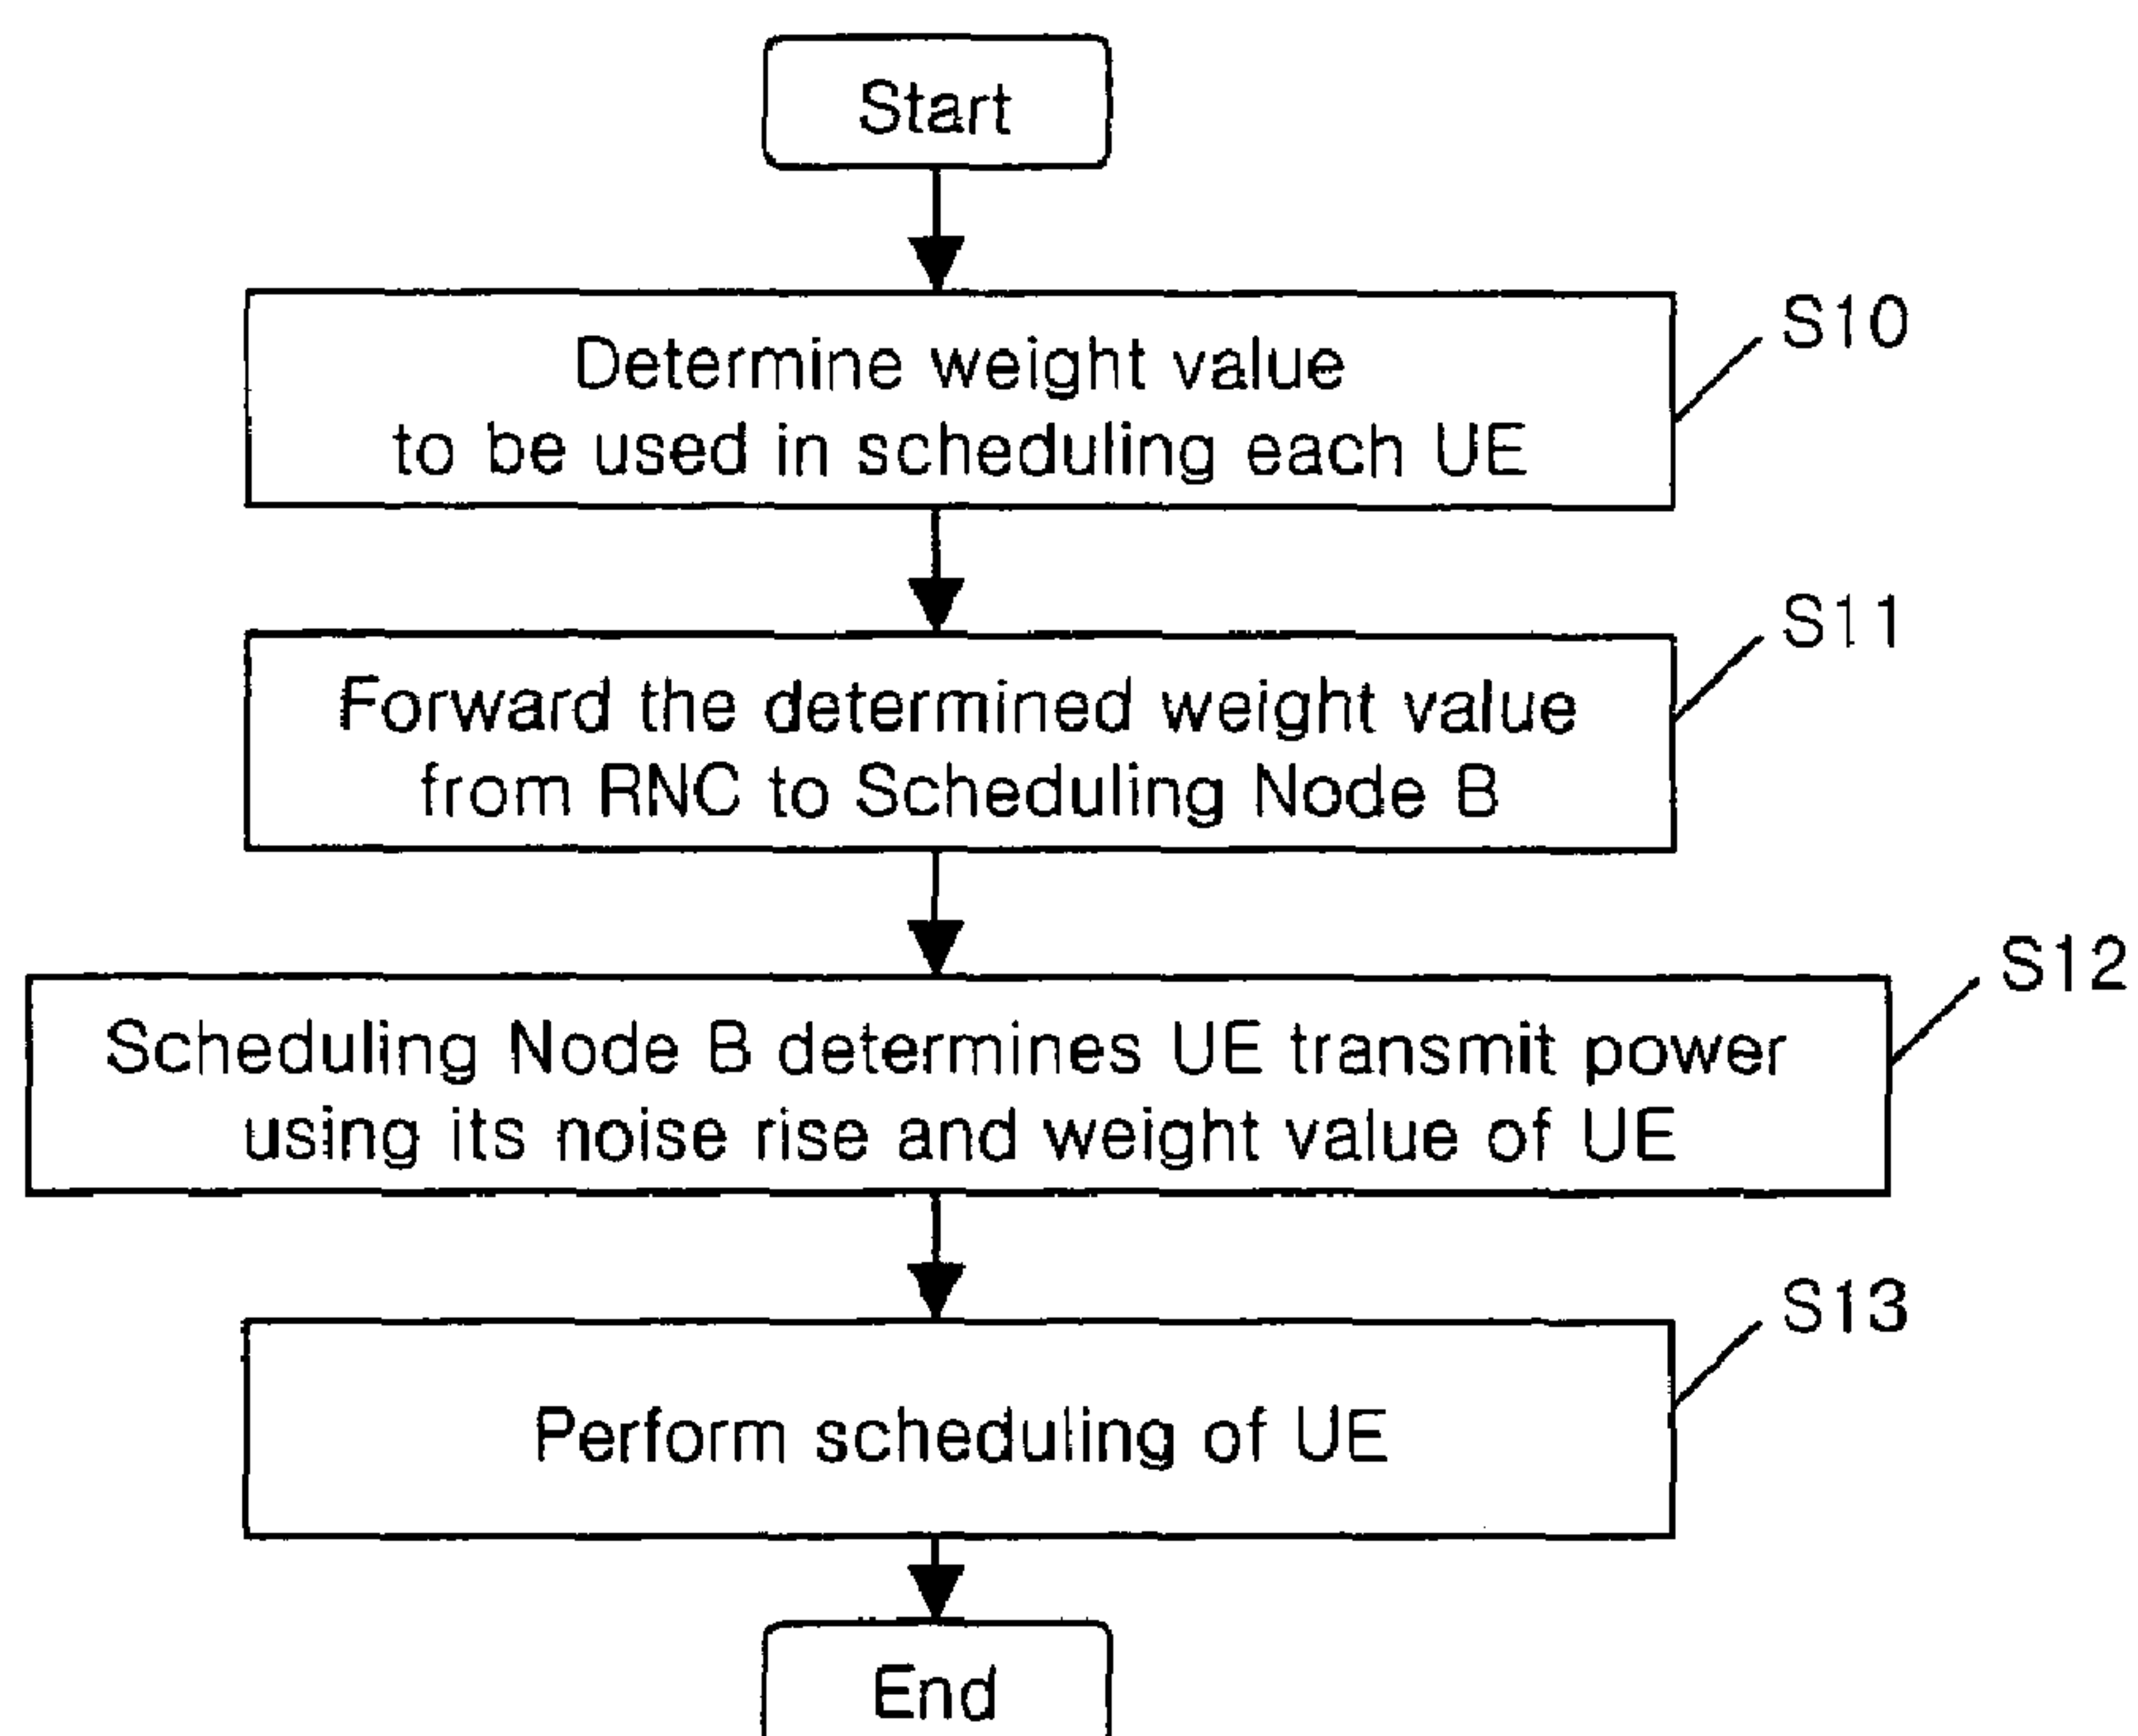 Start
Determine weight value
to be used in scheduling each UE
S10
Forward the determined weight value
from RNC to Scheduling Node B
S11
Scheduling Node B determines UE transmit power
using its noise rise and weight value of UE
S12
Perform scheduling of UE
S13
End